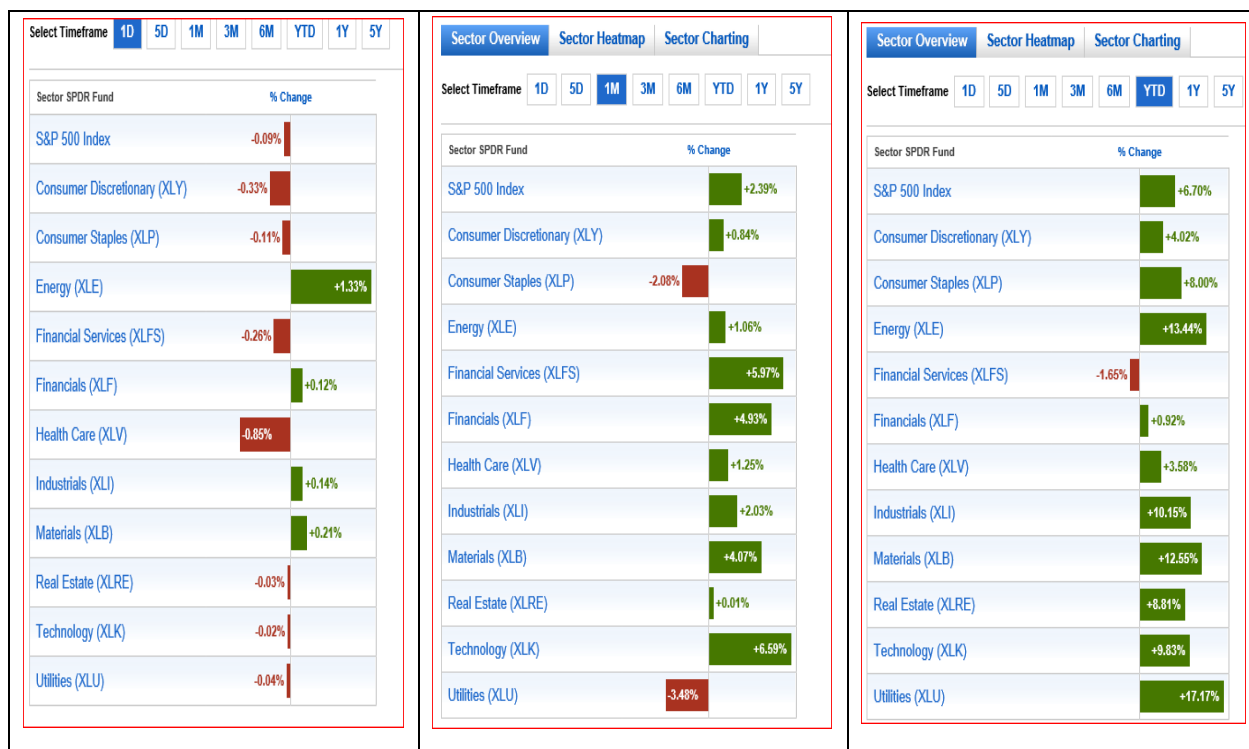 Select Timeframe 1D 5D 1M 3M 6M YTD 1Y 5Y
Sector SPDR Fund % Change
S&P 500 Index -0.09%
Consumer Discretionary (XLY) -0.33%
Consumer Staples (XLP) -0.11%
Energy (XLE) +1.33%
Financial Services (XLFS) -0.26%
Financials (XLF) +0.12%
Health Care (XLV) -0.85%
Industrials (XLI) +0.14%
Materials (XLB) +0.21%
Real Estate (XLRE) -0.03%
Technology (XLK) -0.02%
Utilities (XLU) -0.04%
Sector Overview Sector Heatmap Sector Charting
Select Timeframe 1D 5D 1M 3M 6M YTD 1Y 5Y
Sector SPDR Fund % Change
S&P 500 Index +2.39%
Consumer Discretionary (XLY) +0.84%
Consumer Staples (XLP) -2.08%
Energy (XLE) +1.06%
Financial Services (XLFS) +5.97%
Financials (XLF) +4.93%
Health Care (XLV) +1.25%
Industrials (XLI) +2.03%
Materials (XLB) +4.07%
Real Estate (XLRE) +0.01%
Technology (XLK) +6.59%
Utilities (XLU) -3.48%
Sector Overview Sector Heatmap Sector Charting
Select Timeframe 1D 5D 1M 3M 6M YTD 1Y 5Y
Sector SPDR Fund % Change
S&P 500 Index +6.70%
Consumer Discretionary (XLY) +4.02%
Consumer Staples (XLP) +8.00%
Energy (XLE) +13.44%
Financial Services (XLFS) -1.65%
Financials (XLF) +0.92%
Health Care (XLV) +3.58%
Industrials (XLI) +10.15%
Materials (XLB) +12.55%
Real Estate (XLRE) +8.81%
Technology (XLK) +9.83%
Utilities (XLU) +17.17%